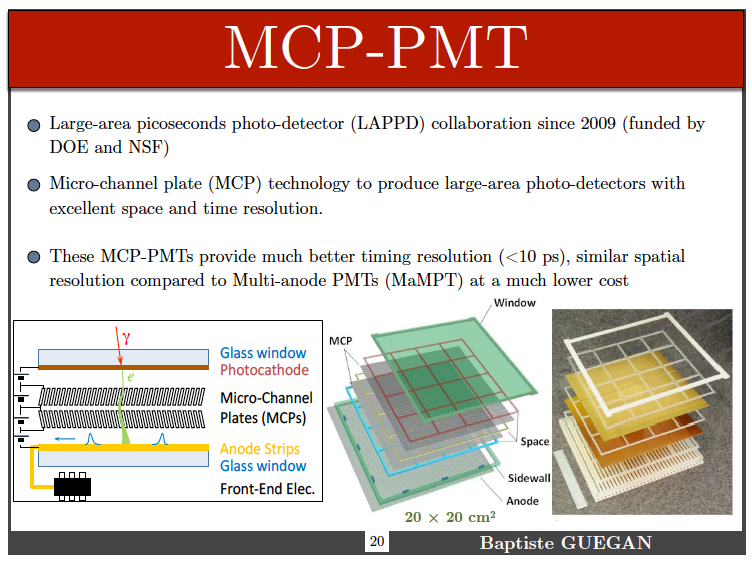 MCP-PMT
Large-area picoseconds photo-detector (LAPPD) collaboration since 2009 (funded by
DOE and NSF)
Micro-channel plate (MCP) technology to produce large-area photo-detectors with
excellent space and time resolution.
These MCP-PMTs provide much better timing resolution (<10 ps), similar spatial
resolution compared to Multi-anode PMTs (MaMPT) at a much lower cost
γ
Glass window
Photocathode
e
Micro-Channel
Plates (MCPs)
Anode Strips
Glass window
Front-End Elec.
Window
MCP
Space
Sidewall
Anode
20 × 20 cm²
20
Baptiste GUEGAN